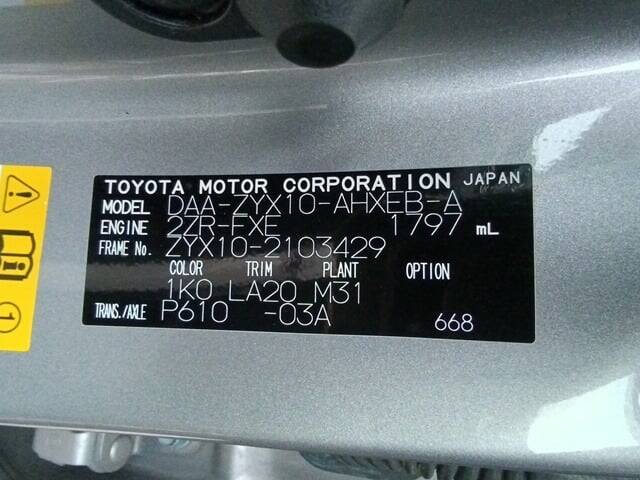 TOYOTA MOTOR CORPORATION JAPAN
MODEL DAA-ZYX10-AHXEB-A
ENGINE 2ZR-FXE 1797 mL
FRAME No. ZYX10-2103429
COLOR TRIM PLANT OPTION
1K0 LA20 M31
TRANS./AXLE P610 -03A
668
1